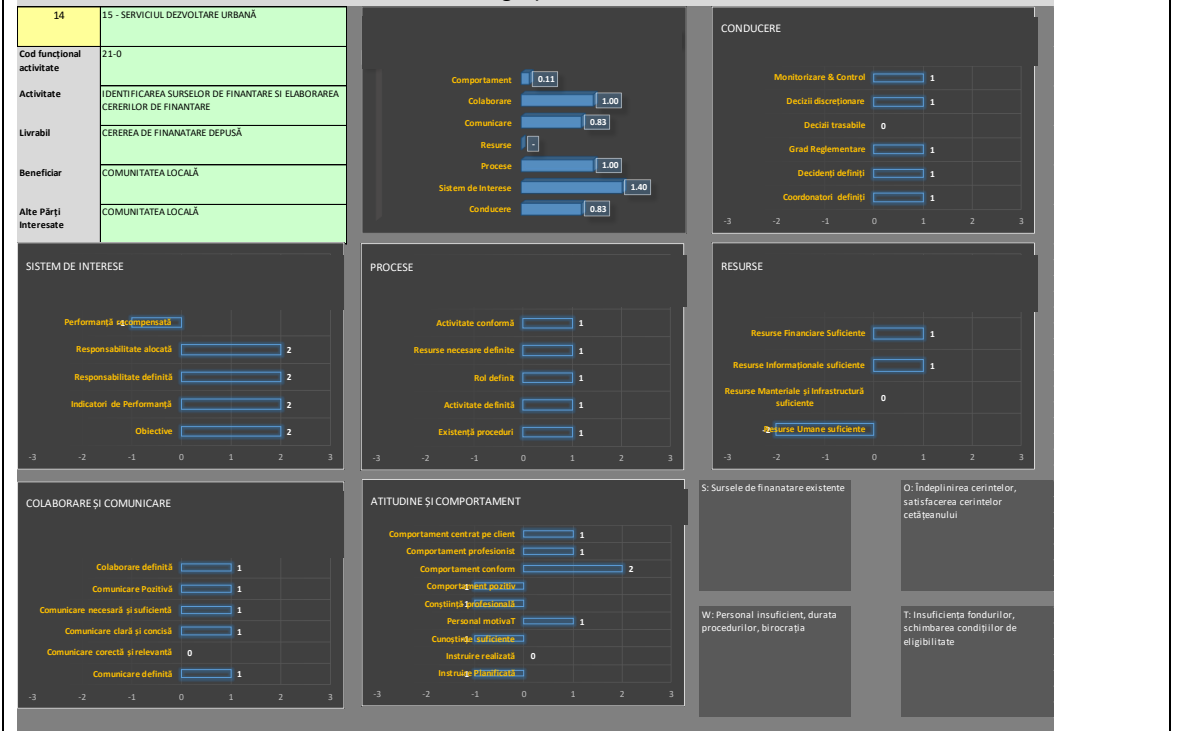 14
15 - SERVICIUL DEZVOLTARE URBANĂ
Cod funcțional
activitate
21-0
Activitate
IDENTIFICAREA SURSELOR DE FINANTARE SI ELABORAREA
CERERILOR DE FINANTARE
Livrabil
CEREREA DE FINANATARE DEPUSĂ
Beneficiar
COMUNITATEA LOCALĂ
Alte Părți
Interesate
COMUNITATEA LOCALĂ
Comportament 0.11
Colaborare 1.00
Comunicare 0.83
Resurse -
Procese 1.00
Sistem de Interese 1.40
Conducere 0.83
CONDUCERE
Monitorizare & Control 1
Decizii discreționare 1
Decizii trasabile 0
Grad Reglementare 1
Decidenți definiți 1
Coordonatori definiți 1
-3 -2 -1 0 1 2 3
SISTEM DE INTERESE
Performanță recompensată -1
Responsabilitate alocată 2
Responsabilitate definită 2
Indicatori de Performanță 2
Obiective 2
-3 -2 -1 0 1 2 3
PROCESE
Activitate conformă 1
Resurse necesare definite 1
Rol definit 1
Activitate definită 1
Existență proceduri 1
-3 -2 -1 0 1 2 3
RESURSE
Resurse Financiare Suficiente 1
Resurse Informaționale suficiente 1
Resurse Manteriale și Infrastructură
suficiente 0
Resurse Umane suficiente -2
-3 -2 -1 0 1 2 3
COLABORARE ȘI COMUNICARE
Colaborare definită 1
Comunicare Pozitivă 1
Comunicare necesară și suficientă 1
Comunicare clară și concisă 1
Comunicare corectă și relevantă 0
Comunicare definită 1
-3 -2 -1 0 1 2 3
ATITUDINE ȘI COMPORTAMENT
Comportament centrat pe client 1
Comportament profesionist 1
Comportament conform 2
Comportament pozitiv -1
Conștiință profesională -1
Personal motivaT 1
Cunoștințe suficiente -1
Instruire realizată 0
Instruire Planificată -1
-3 -2 -1 0 1 2 3
S: Sursele de finanatare existente
O: Îndeplinirea cerintelor,
satisfacerea cerintelor
cetățeanului
W: Personal insuficient, durata
procedurilor, birocrația
T: Insuficiența fondurilor,
schimbarea condițiilor de
eligibilitate